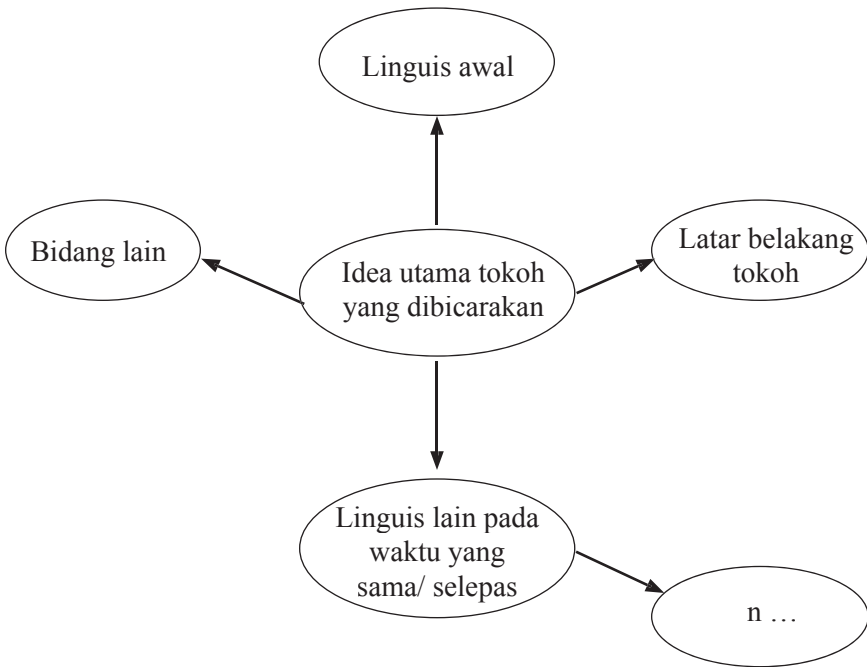 Linguis awal
Bidang lain
Idea utama tokoh
yang dibicarakan
Latar belakang
tokoh
Linguis lain pada
waktu yang
sama/ selepas
n …